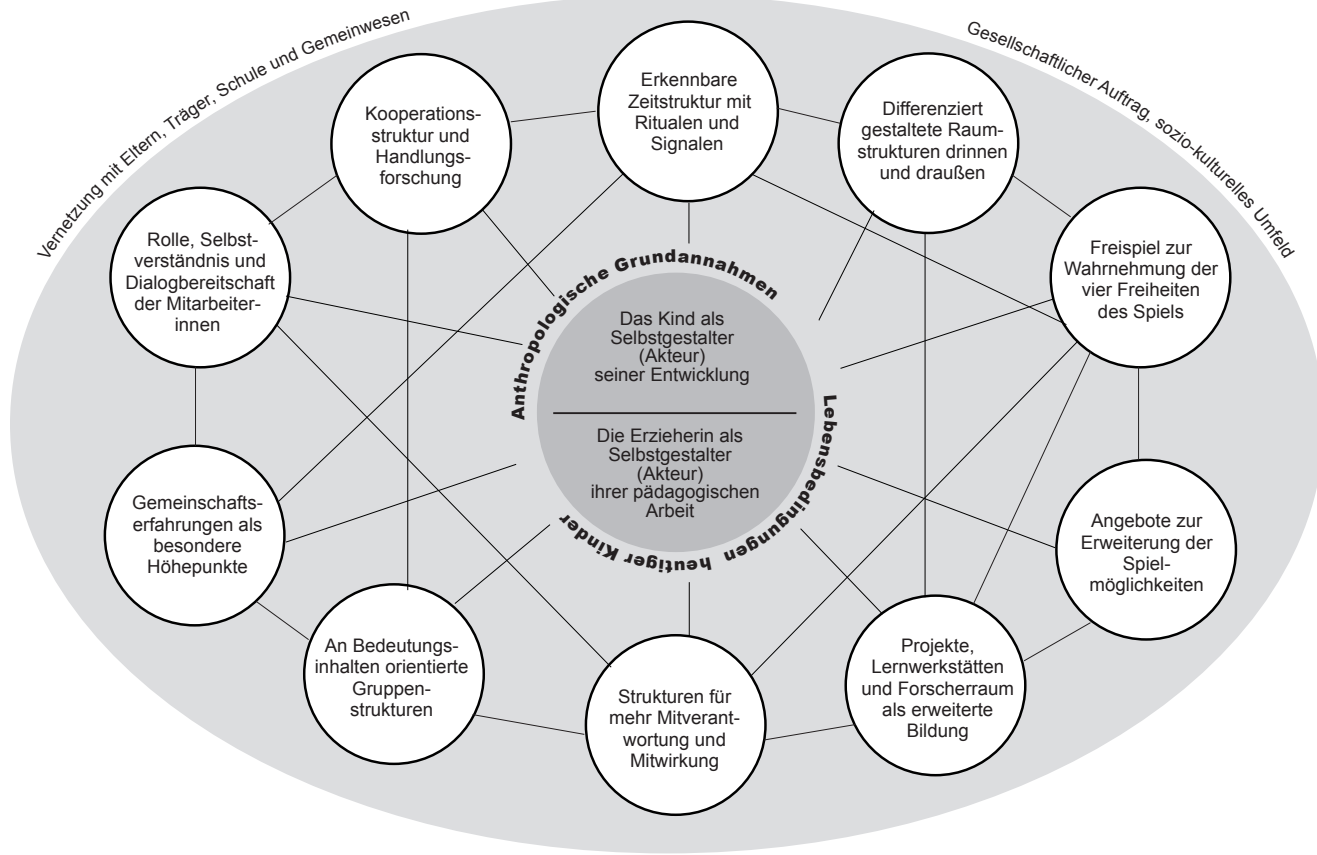 Vernetzung mit Eltern, Träger, Schule und Gemeinwesen
Gesellschaftlicher Auftrag, sozio-kulturelles Umfeld
Kooperations-
struktur und
Handlungs-
forschung
Erkennbare
Zeitstruktur mit
Ritualen und
Signalen
Differenziert
gestaltete Raum-
strukturen drinnen
und draußen
Rolle, Selbst-
verständnis und
Dialogbereitschaft
der Mitarbeiter-
innen
Freispiel zur
Wahrnehmung der
vier Freiheiten
des Spiels
Anthropologische Grundannahmen
Das Kind als
Selbstgestalter
(Akteur)
seiner Entwicklung
Die Erzieherin als
Selbstgestalter
(Akteur)
ihrer pädagogischen
Arbeit
Lebensbedingungen heutiger Kinder
Gemeinschafts-
erfahrungen als
besondere
Höhepunkte
Angebote zur
Erweiterung der
Spiel-
möglichkeiten
An Bedeutungs-
inhalten orientierte
Gruppen-
strukturen
Strukturen für
mehr Mitverant-
wortung und
Mitwirkung
Projekte,
Lernwerkstätten
und Forscherraum
als erweiterte
Bildung